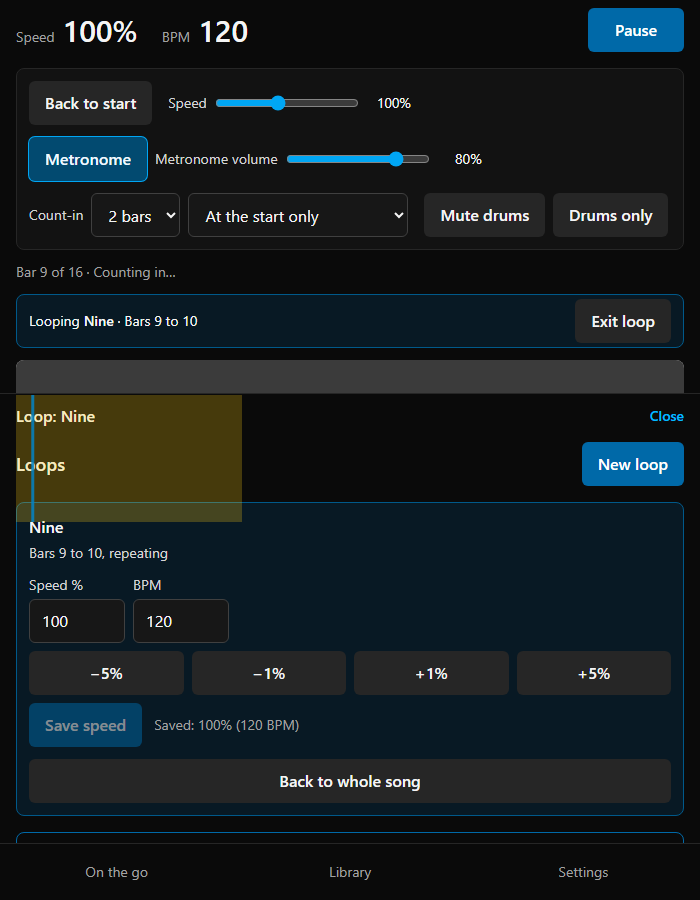 Speed 100% BPM 120 Pause
Back to start Speed 100%
Metronome Metronome volume 80%
Count-in 2 bars At the start only Mute drums Drums only
Bar 9 of 16 · Counting in...
Looping Nine · Bars 9 to 10 Exit loop
Loop: Nine Close
Loops New loop
Nine
Bars 9 to 10, repeating
Speed % BPM
100 120
−5% −1% +1% +5%
Save speed Saved: 100% (120 BPM)
Back to whole song
On the go Library Settings